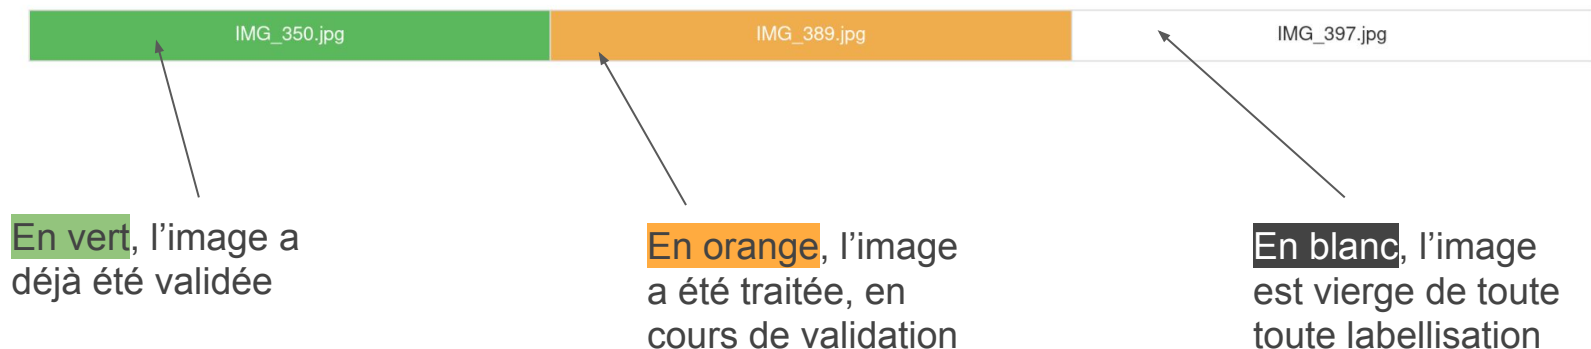 IMG_350.jpg
IMG_389.jpg
IMG_397.jpg
En vert, l’image a
déjà été validée
En orange, l’image
a été traitée, en
cours de validation
En blanc, l’image
est vierge de toute
toute labellisation